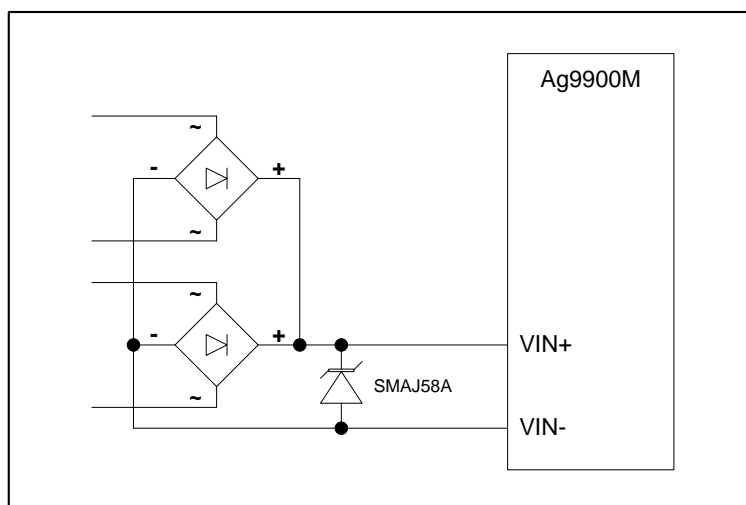 Ag9900M
~
- +
~
~
- +
VIN+
SMAJ58A
~
VIN-